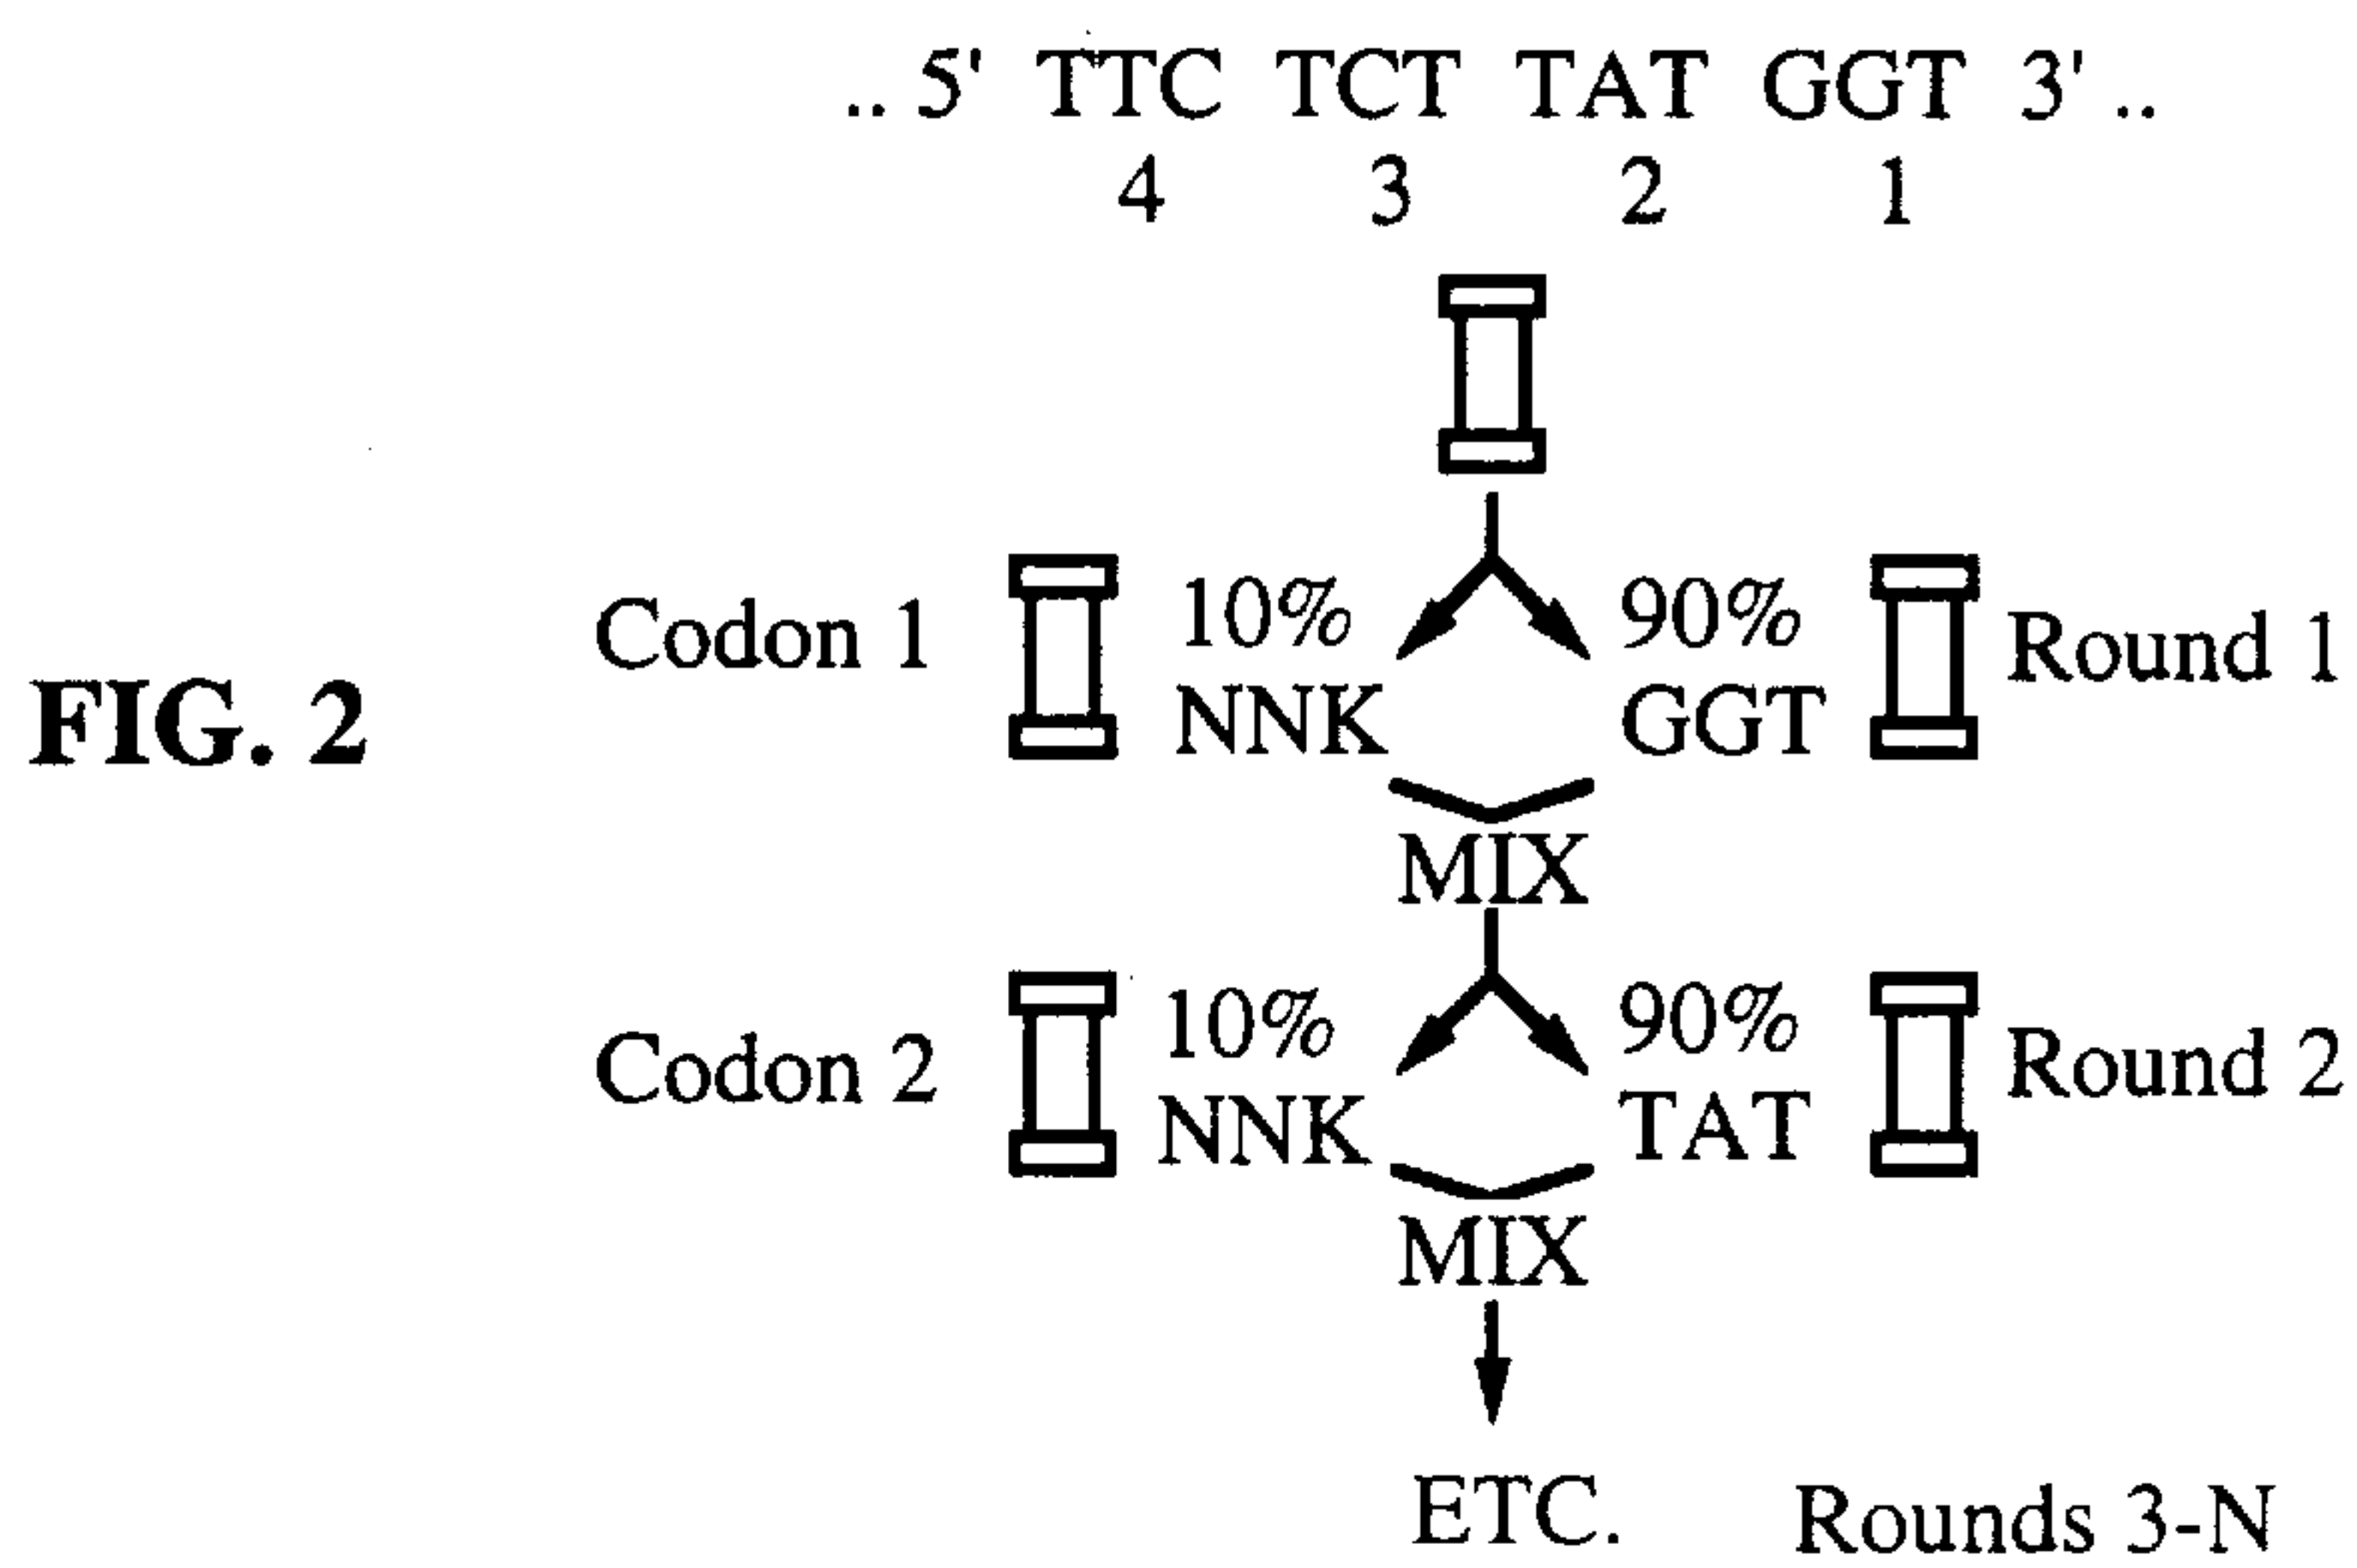 .. 5' TTC TCT TAT GGT 3' ..
4 3 2 1
Codon 1 10% 90% Round 1
NNK GGT
FIG. 2
MIX
Codon 2 10% 90% Round 2
NNK TAT
MIX
ETC. Rounds 3-N